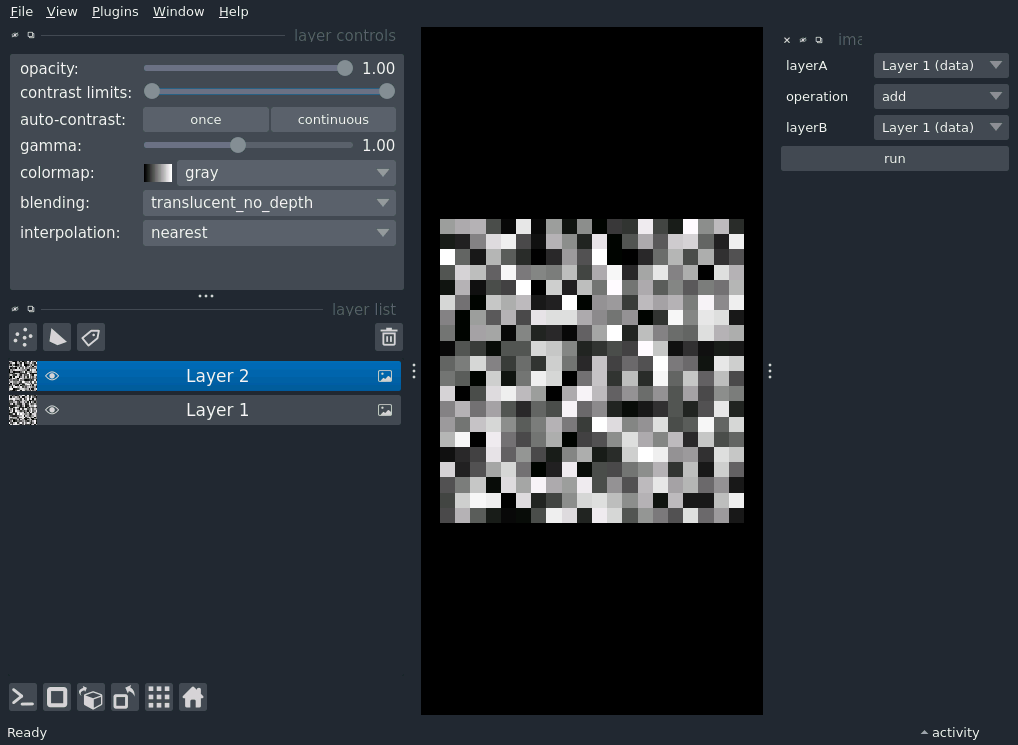 File View Plugins Window Help
layer controls
opacity: 1.00
contrast limits:
auto-contrast: once continuous
gamma: 1.00
colormap: gray
blending: translucent_no_depth
interpolation: nearest
layer list
Layer 2
Layer 1
ima
layerA Layer 1 (data)
operation add
layerB Layer 1 (data)
run
Ready
activity